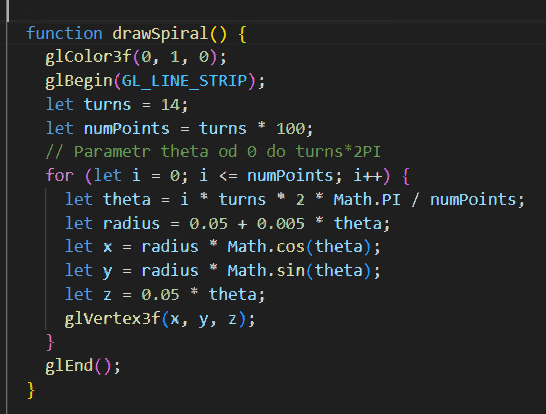 function drawSpiral() {
glColor3f(0, 1, 0);
glBegin(GL_LINE_STRIP);
let turns = 14;
let numPoints = turns * 100;
// Parametr theta od 0 do turns*2PI
for (let i = 0; i <= numPoints; i++) {
let theta = i * turns * 2 * Math.PI / numPoints;
let radius = 0.05 + 0.005 * theta;
let x = radius * Math.cos(theta);
let y = radius * Math.sin(theta);
let z = 0.05 * theta;
glVertex3f(x, y, z);
}
glEnd();
}